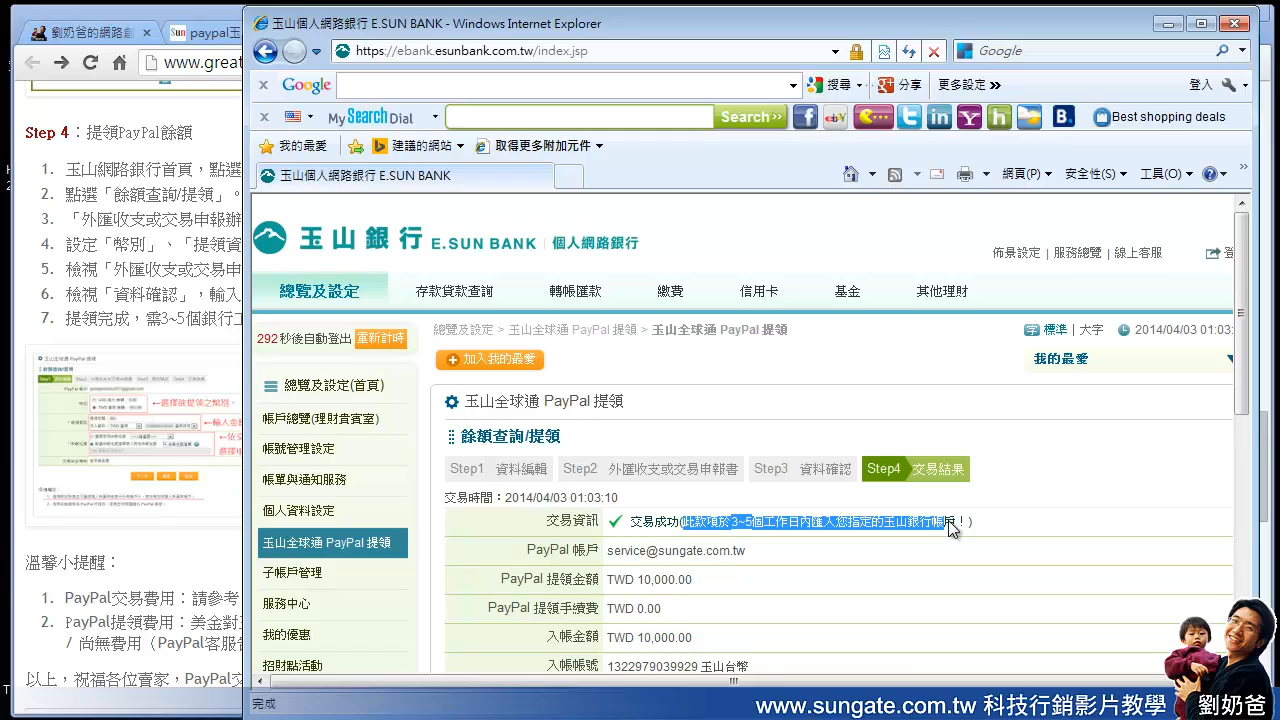 劉奶爸的網路創
Sun paypal玉
www.great
Step 4：提領PayPal餘額
1. 玉山網路銀行首頁，點選
2. 點選「餘額查詢/提領」。
3. 「外匯收支或交易申報辦
4. 設定「幣別」、「提領資
5. 檢視「外匯收支或交易申
6. 檢視「資料確認」，輸入
7. 提領完成，需3~5個銀行工
溫馨小提醒：
1. PayPal交易費用：請參考
2. PayPal提領費用：美金對
/ 尚無費用（PayPal客服告
以上，祝福各位賣家，PayPal交
玉山個人網路銀行 E.SUN BANK - Windows Internet Explorer
https://ebank.esunbank.com.tw/index.jsp
Google
Google
搜尋
分享
更多設定 »
登入
My Search Dial
Search ››
Best shopping deals
我的最愛
建議的網站
取得更多附加元件
玉山個人網路銀行 E.SUN BANK
網頁(P)
安全性(S)
工具(O)
玉山銀行 E.SUN BANK | 個人網路銀行
佈景設定 | 服務總覽 | 線上客服
登
總覽及設定
存款貸款查詢
轉帳匯款
繳費
信用卡
基金
其他理財
292 秒後自動登出 重新計時
總覽及設定 > 玉山全球通 PayPal 提領 > 玉山全球通 PayPal 提領
字 標準 | 大字
2014/04/03 01:03:
加入我的最愛
我的最愛
總覽及設定(首頁)
帳戶總覽(理財貴賓室)
系統管理設定
帳單與通知服務
個人資料設定
玉山全球通 PayPal 提領
子帳戶管理
服務中心
我的優惠
招財點活動
玉山全球通 PayPal 提領
餘額查詢/提領
Step1 資料編輯
Step2 外匯收支或交易申報書
Step3 資料確認
Step4 交易結果
交易時間：2014/04/03 01:03:10
交易資訊 交易成功(此款項於3~5個工作日內匯入您指定的玉山銀行帳戶！)
PayPal 帳戶 service@sungate.com.tw
PayPal 提領金額 TWD 10,000.00
PayPal 提領手續費 TWD 0.00
入帳金額 TWD 10,000.00
入帳帳號 1322979039929 玉山台幣
完成
www.sungate.com.tw 科技行銷影片教學
劉奶爸